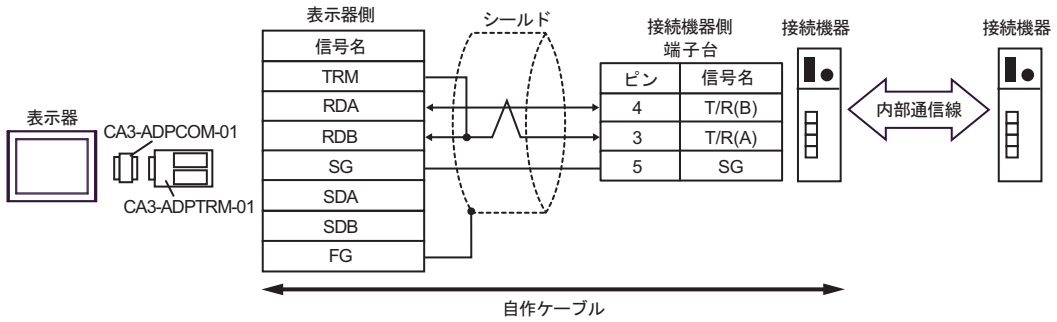 表示器
CA3-ADPCOM-01
CA3-ADPTRM-01
表示器側
信号名
TRM
RDA
RDB
SG
SDA
SDB
FG
シールド
接続機器側
端子台
ピン 信号名
4 T/R(B)
3 T/R(A)
5 SG
接続機器
内部通信線
接続機器
自作ケーブル